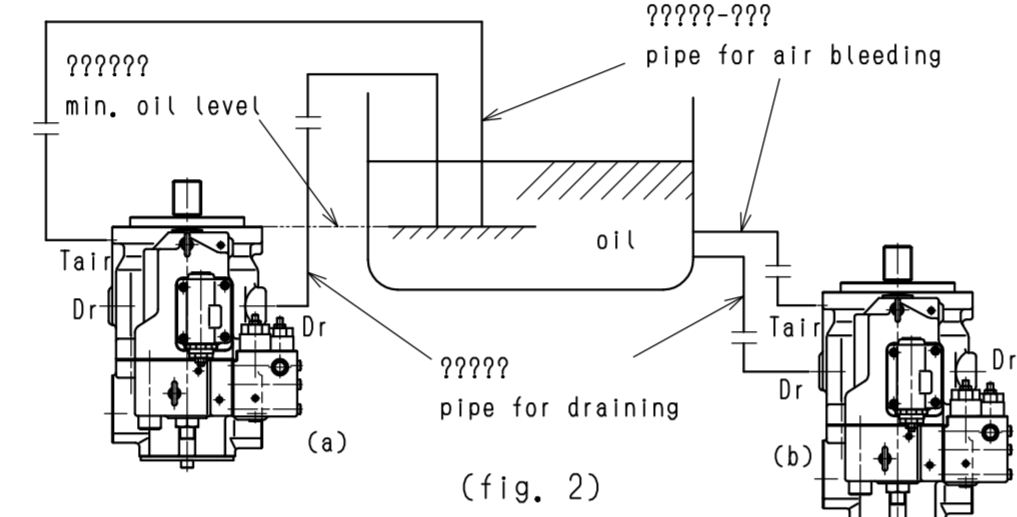 ?????-???
pipe for air bleeding
??????
min. oil level
oil
Tair
Dr
Dr
Tair
Dr
Dr
?????
pipe for draining
(a)
(b)
(fig. 2)